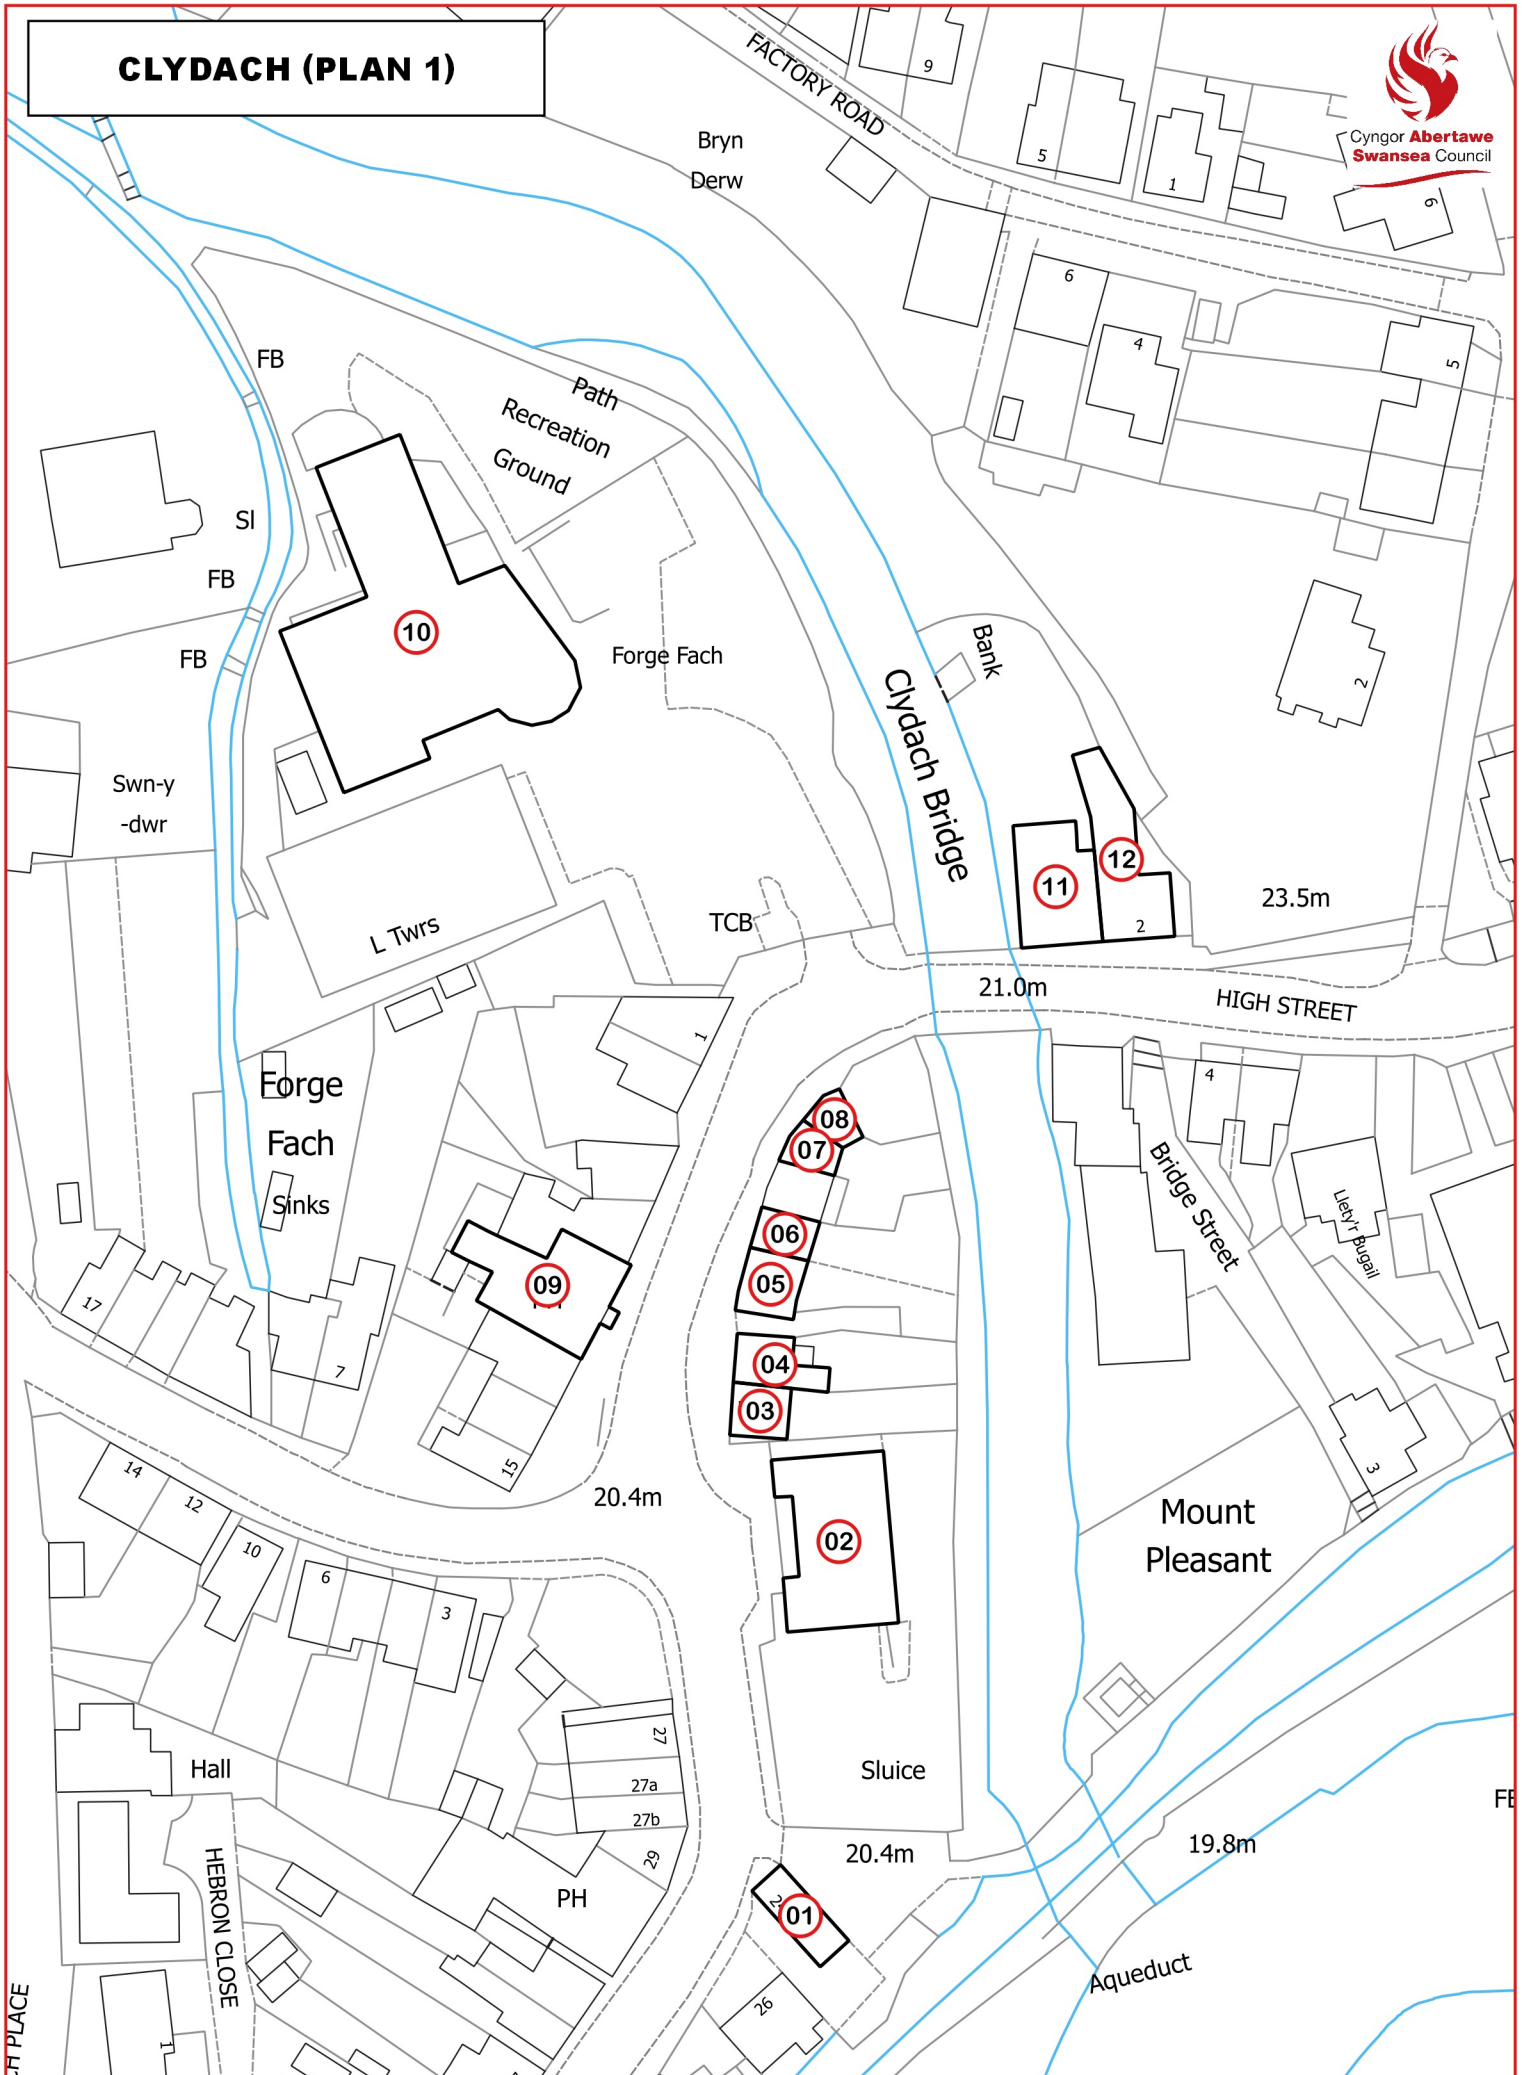 CLYDACH (PLAN 1)
FACTORY ROAD
9
Cyngor Abertawe
Swansea Council
Bryn
Derw
5
1
6
6
4
5
FB
Path
Recreation
Ground
Sl
FB
10
FB
Forge Fach
Bank
2
Clydach Bridge
Swn-y
-dwr
12
11
2
23.5m
L Twrs
TCB
21.0m
HIGH STREET
1
Forge
Fach
Sinks
08
07
4
Bridge Street
Llety'r Bugail
06
05
09
17
7
04
03
3
15
20.4m
14
12
10
02
Mount
Pleasant
6
3
27
27a
27b
29
Hall
Sluice
HEBRON CLOSE
PH
20.4m
19.8m
01
Aqueduct
26
1
PLACE